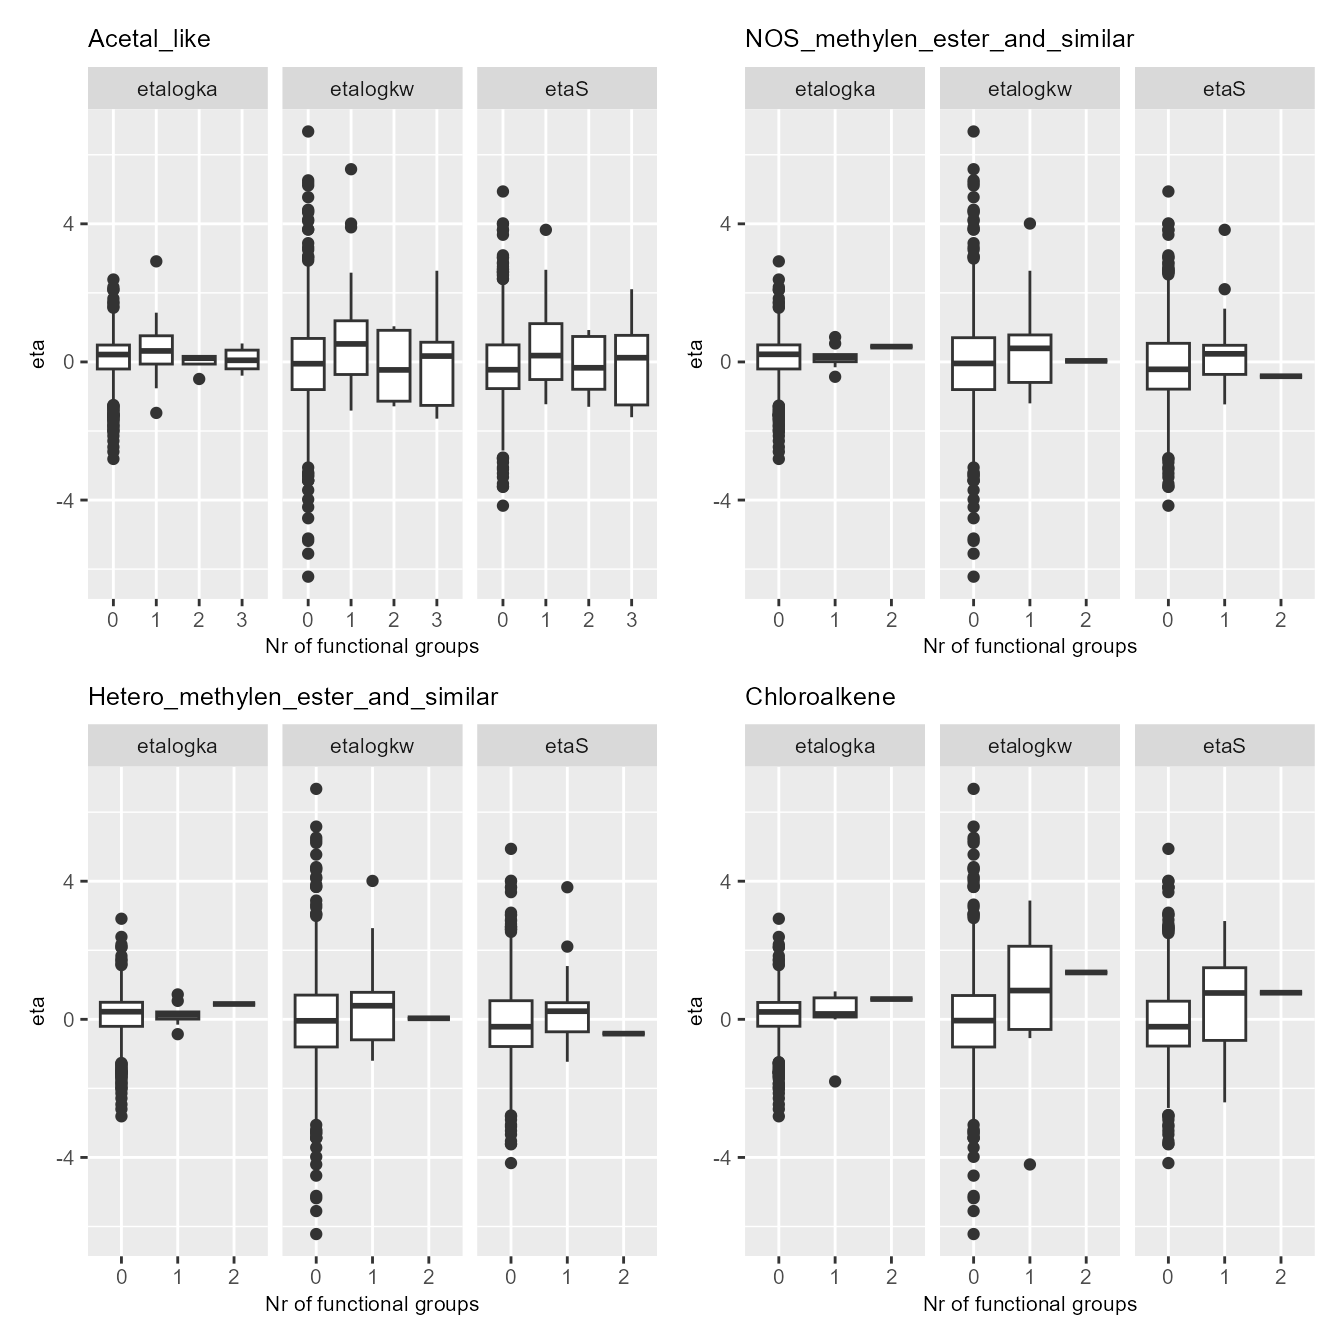 Acetal_like
etalogka etalogkw etaS
4
0
-4
eta
0 1 2 3 0 1 2 3 0 1 2 3
Nr of functional groups
NOS_methylen_ester_and_similar
etalogka etalogkw etaS
4
0
-4
eta
0 1 2 0 1 2 0 1 2
Nr of functional groups
Hetero_methylen_ester_and_similar
etalogka etalogkw etaS
4
0
-4
eta
0 1 2 0 1 2 0 1 2
Nr of functional groups
Chloroalkene
etalogka etalogkw etaS
4
0
-4
eta
0 1 2 0 1 2 0 1 2
Nr of functional groups